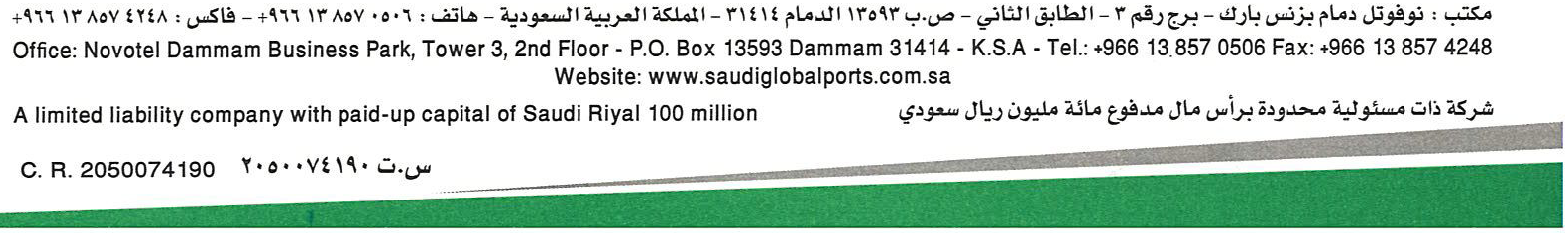 مكتب : نوفوتل دمام بزنس بارك – برج رقم ٣ – الطابق الثاني – ص.ب ١٣٥٩٣ الدمام ٣١٤١٤ – المملكة العربية السعودية – هاتف : ٠٥٠٦ ٨٥٧ ١٣ ٩٦٦+ – فاكس : ٤٢٤٨ ٨٥٧ ١٣ ٩٦٦+
Office: Novotel Dammam Business Park, Tower 3, 2nd Floor - P.O. Box 13593 Dammam 31414 - K.S.A - Tel.: +966 13 857 0506 Fax: +966 13 857 4248
Website: www.saudiglobalports.com.sa
A limited liability company with paid-up capital of Saudi Riyal 100 million شركة ذات مسئولية محدودة برأس مال مدفوع مائة مليون ريال سعودي
C. R. 2050074190 س.ت ٢٠٥٠٠٧٤١٩٠